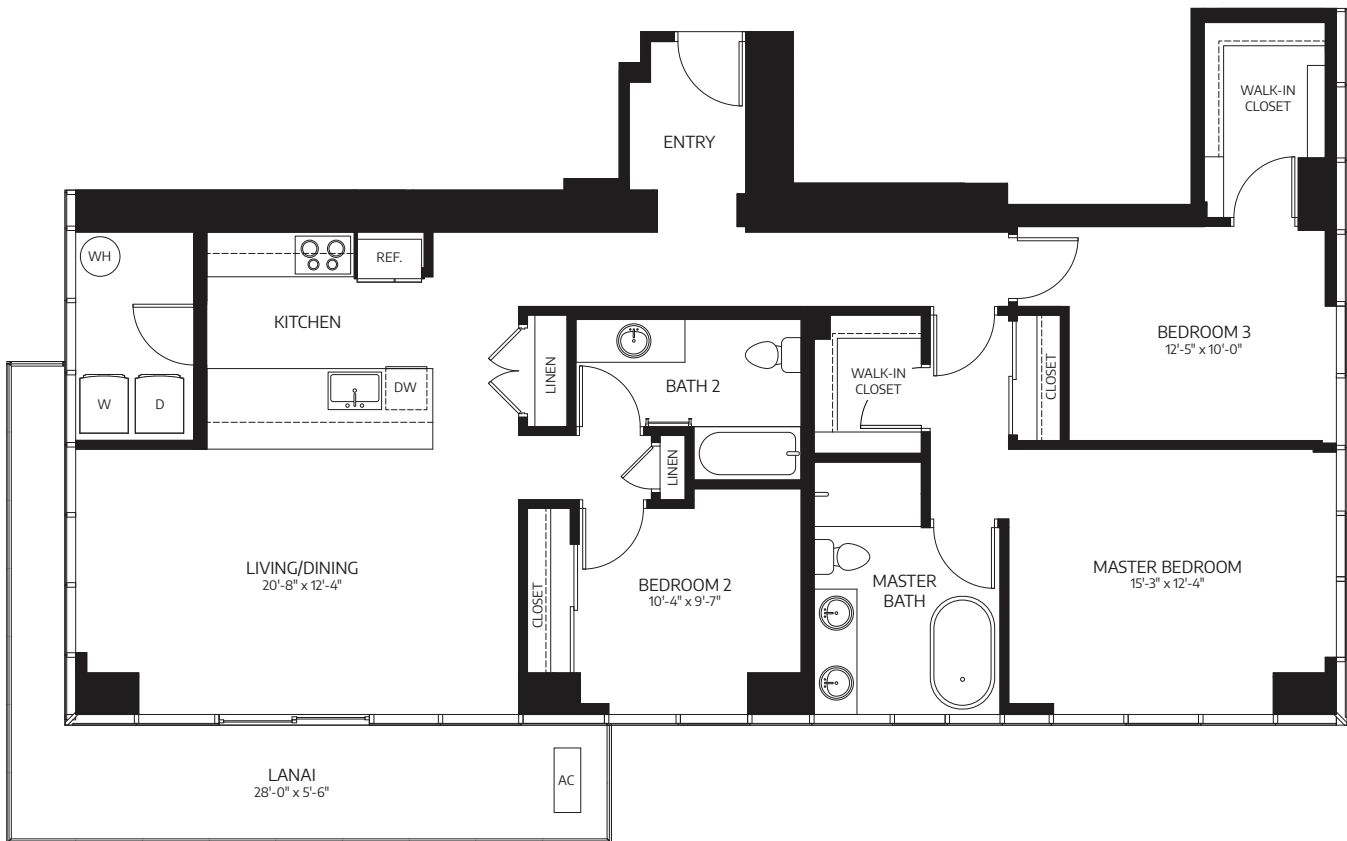 WALK-IN
CLOSET
ENTRY
WH
REF.
KITCHEN
BEDROOM 3
12'-5" x 10'-0"
LINEN
BATH 2
WALK-IN
CLOSET
CLOSET
W
D
DW
LINEN
LIVING/DINING
20'-8" x 12'-4"
CLOSET
BEDROOM 2
10'-4" x 9'-7"
MASTER
BATH
MASTER BEDROOM
15'-3" x 12'-4"
LANAI
28'-0" x 5'-6"
AC